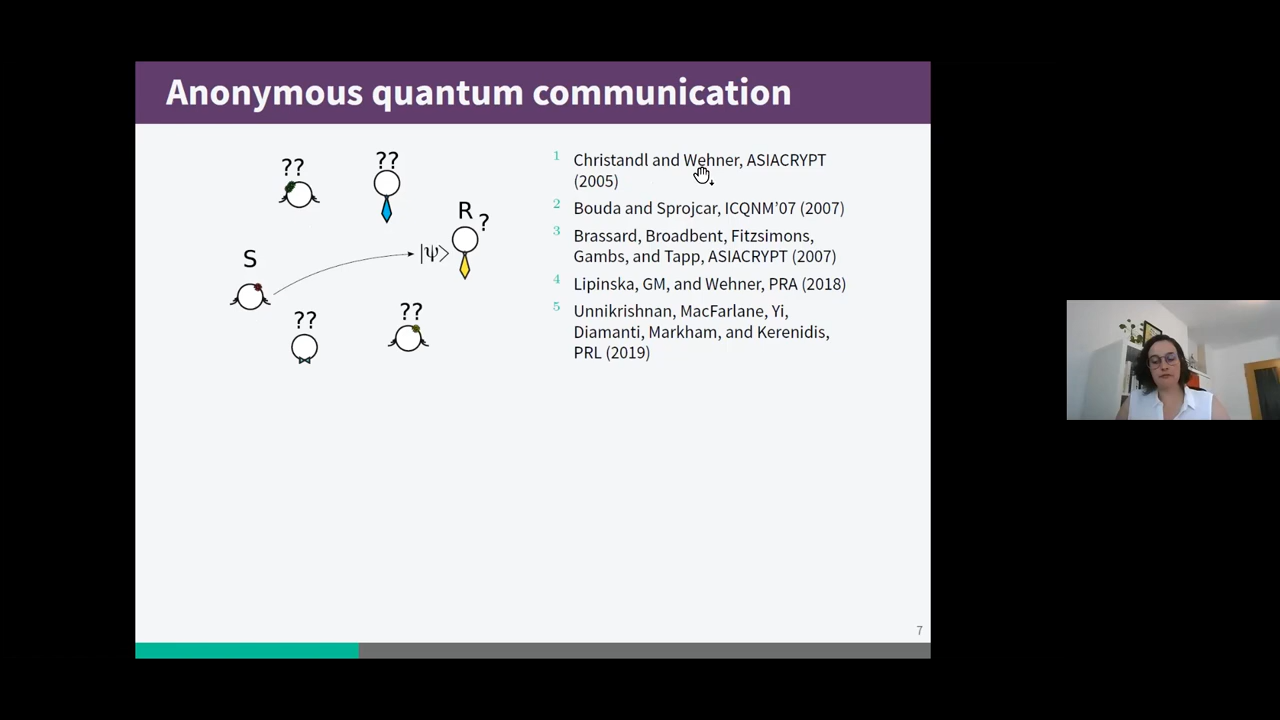 Anonymous quantum communication
??
??
R
?
S
|ψ>
??
??
1 Christandl and Wehner, ASIACRYPT
(2005)
2 Bouda and Sprojcar, ICQNM'07 (2007)
3 Brassard, Broadbent, Fitzsimons,
Gambs, and Tapp, ASIACRYPT (2007)
4 Lipinska, GM, and Wehner, PRA (2018)
5 Unnikrishnan, MacFarlane, Yi,
Diamanti, Markham, and Kerenidis,
PRL (2019)
7